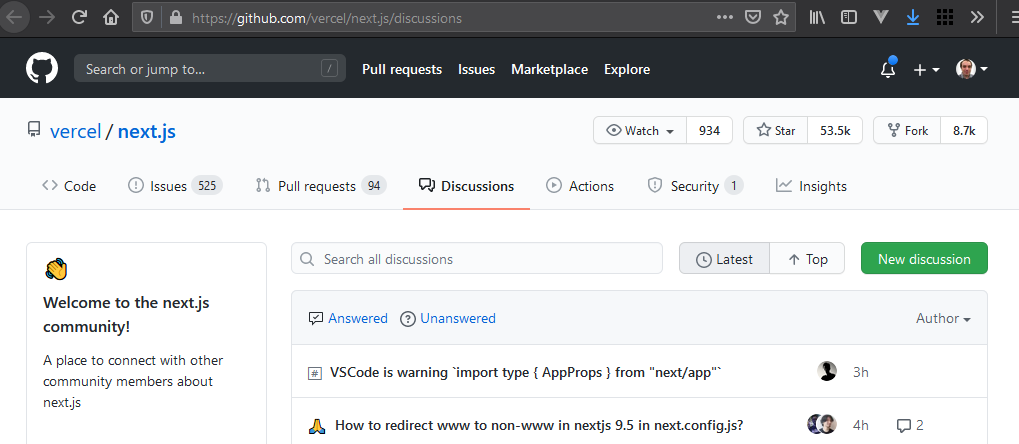 https://github.com/vercel/next.js/discussions
Search or jump to... /
Pull requests Issues Marketplace Explore
vercel / next.js
Watch 934 Star 53.5k Fork 8.7k
Code Issues 525 Pull requests 94 Discussions Actions Security 1 Insights
Welcome to the next.js
community!
A place to connect with other
community members about
next.js
Search all discussions
Latest Top
New discussion
Answered Unanswered Author
VSCode is warning `import type { AppProps } from "next/app"` 3h
How to redirect www to non-www in nextjs 9.5 in next.config.js? 4h 2